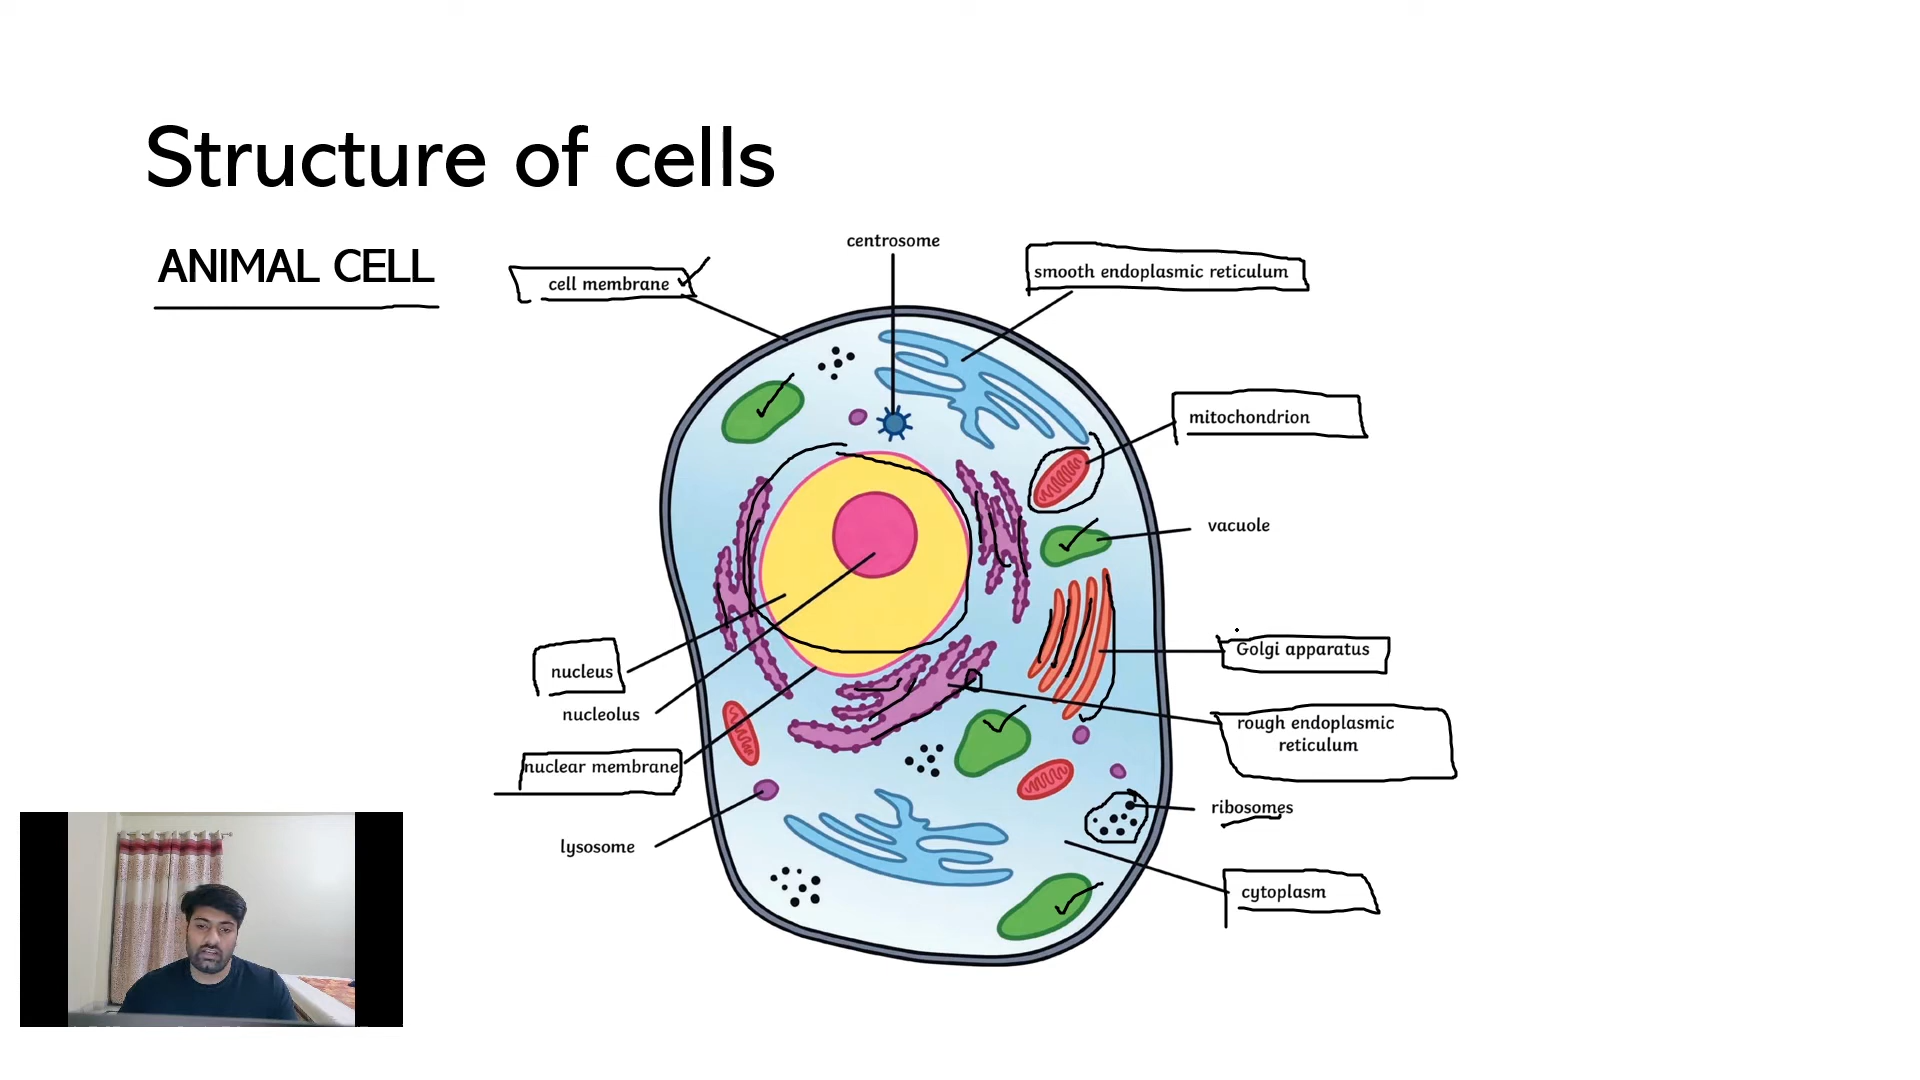 Structure of cells
ANIMAL CELL
centrosome
cell membrane
smooth endoplasmic reticulum
mitochondrion
vacuole
nucleus
Golgi apparatus
nucleolus
rough endoplasmic
reticulum
nuclear membrane
ribosomes
lysosome
cytoplasm